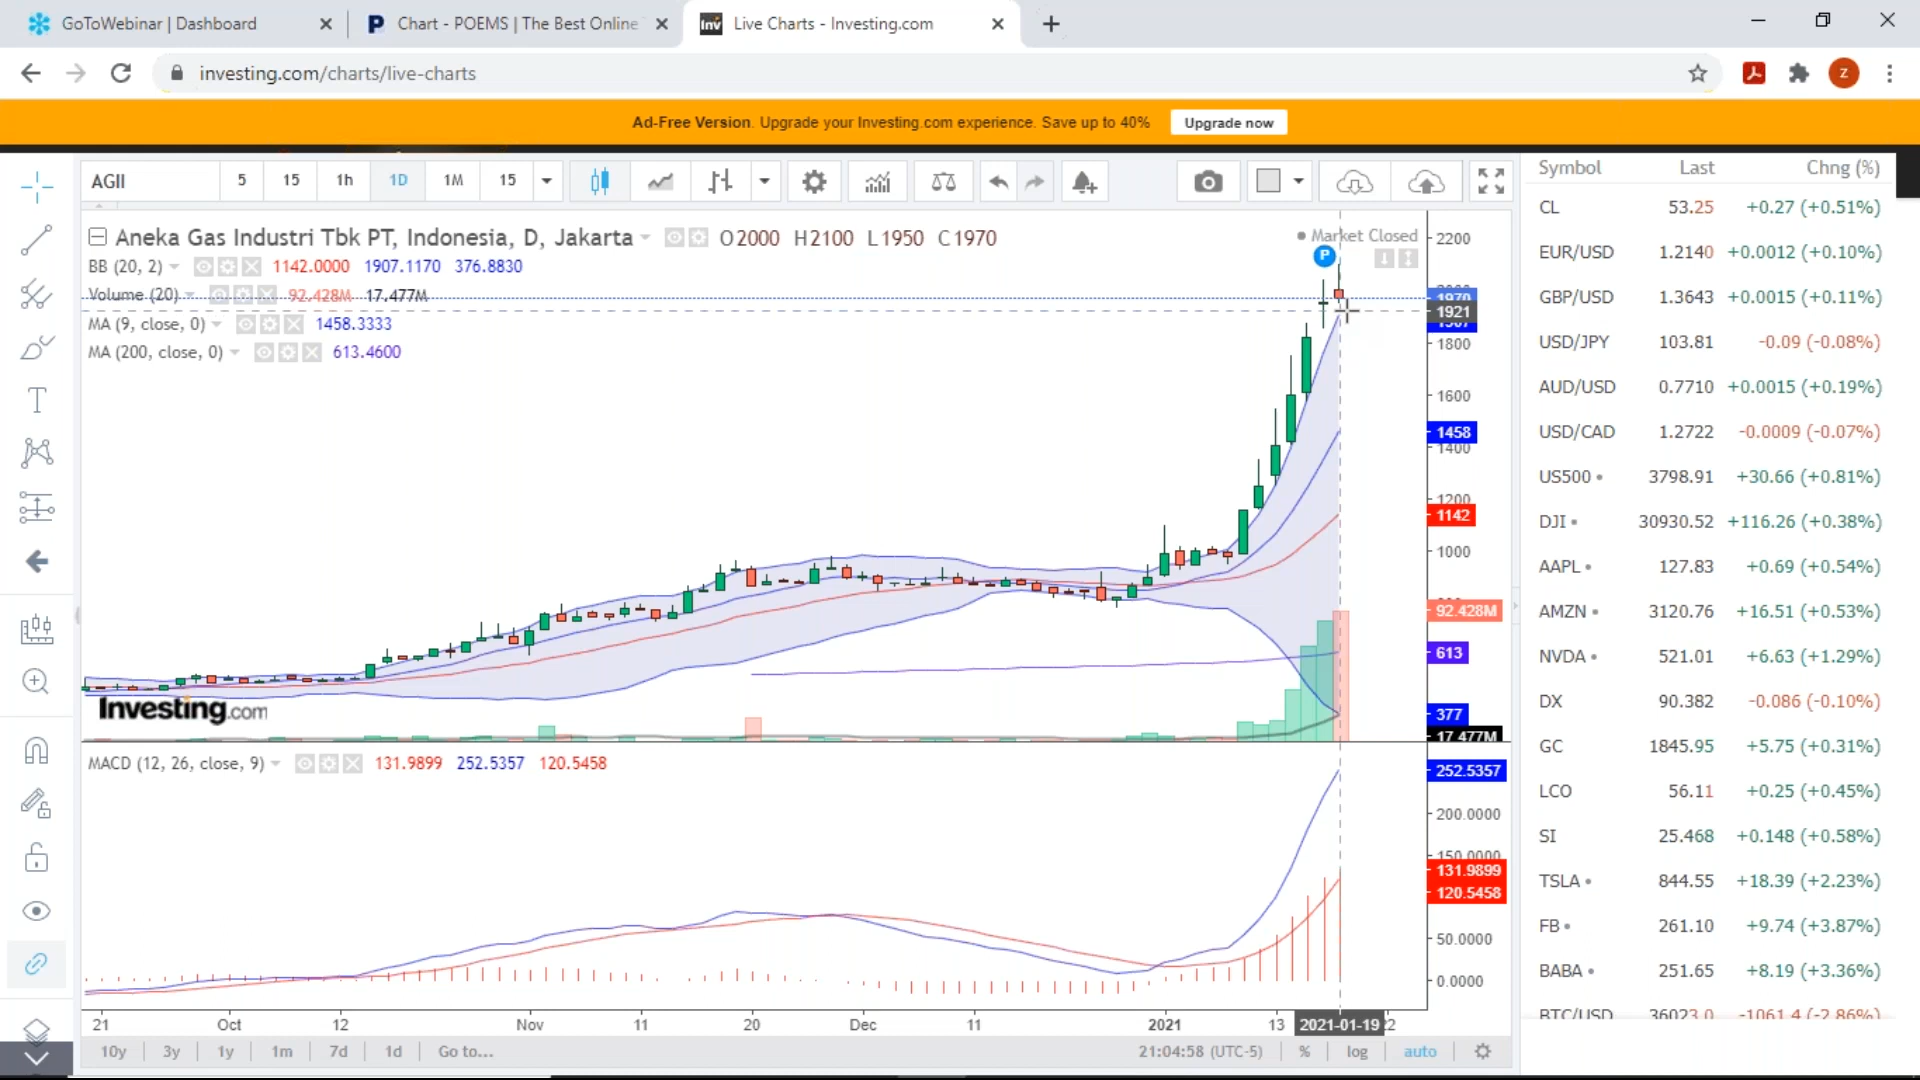 GoToWebinar | Dashboard
Chart - POEMS | The Best Online
Live Charts - Investing.com
investing.com/charts/live-charts
Z
Ad-Free Version. Upgrade your Investing.com experience. Save up to 40% Upgrade now
AGII 5 15 1h 1D 1M 15
Symbol Last Chng (%)
Aneka Gas Industri Tbk PT, Indonesia, D, Jakarta O2000 H2100 L1950 C1970
Market Closed
BB (20, 2) 1142.0000 1907.1170 376.8830
Volume (20) 92.428M 17.477M
MA (9, close, 0) 1458.3333
MA (200, close, 0) 613.4600
P
2200
1970
1921
1800
1600
1458
1400
1200
1142
1000
92.428M
613
377
17.477M
Investing.com
MACD (12, 26, close, 9) 131.9899 252.5357 120.5458
252.5357
200.0000
150.0000
131.9899
120.5458
50.0000
0.0000
21 Oct 12 Nov 11 20 Dec 11 2021 13 2021-01-19
10y 3y 1y 1m 7d 1d Go to... 21:04:58 (UTC-5) % log auto
CL 53.25 +0.27 (+0.51%)
EUR/USD 1.2140 +0.0012 (+0.10%)
GBP/USD 1.3643 +0.0015 (+0.11%)
USD/JPY 103.81 -0.09 (-0.08%)
AUD/USD 0.7710 +0.0015 (+0.19%)
USD/CAD 1.2722 -0.0009 (-0.07%)
US500 3798.91 +30.66 (+0.81%)
DJI 30930.52 +116.26 (+0.38%)
AAPL 127.83 +0.69 (+0.54%)
AMZN 3120.76 +16.51 (+0.53%)
NVDA 521.01 +6.63 (+1.29%)
DX 90.382 -0.086 (-0.10%)
GC 1845.95 +5.75 (+0.31%)
LCO 56.11 +0.25 (+0.45%)
SI 25.468 +0.148 (+0.58%)
TSLA 844.55 +18.39 (+2.23%)
FB 261.10 +9.74 (+3.87%)
BABA 251.65 +8.19 (+3.36%)
BTC/USD 36023.0 -1061.4 (-2.86%)